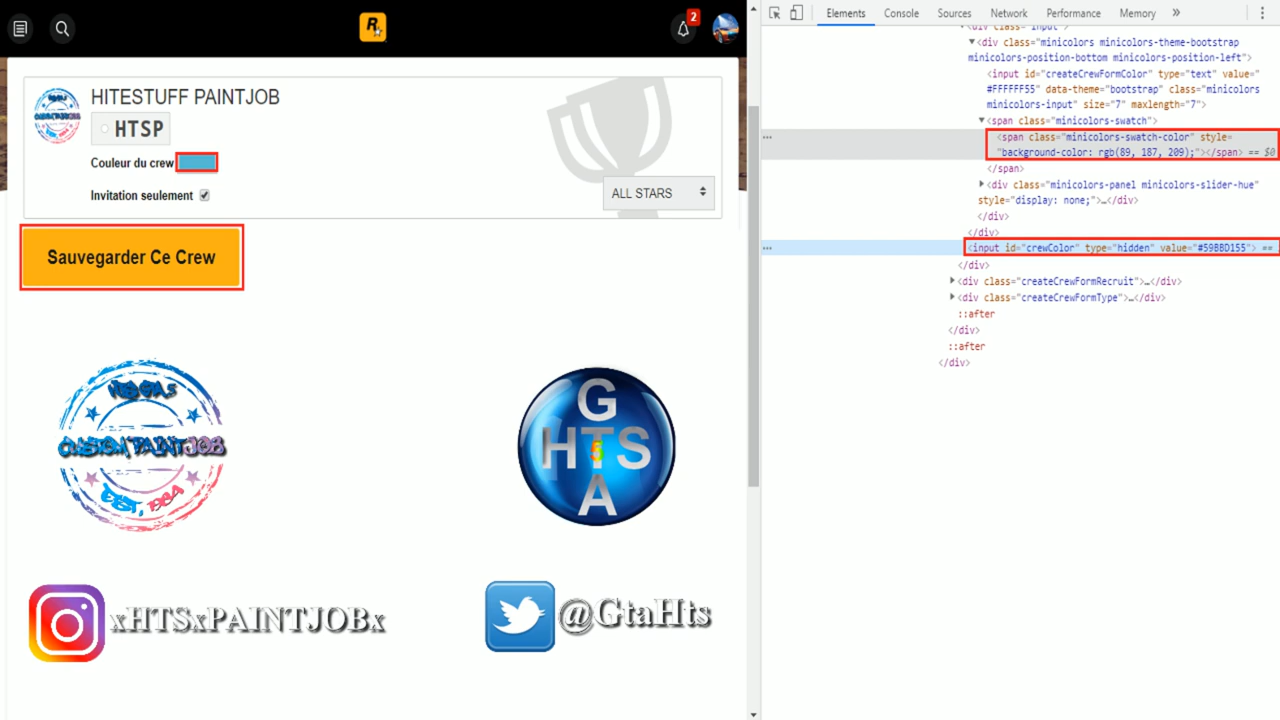 2
HITESTUFF PAINTJOB
HTSP
Couleur du crew
Invitation seulement
ALL STARS
Sauvegarder Ce Crew
CUSTOM PAINTJOB
EST. 1984
G
HTS
A
xHTSxPAINTJOBx
@GtaHts
Elements Console Sources Network Performance Memory »
<div class="minicolors minicolors-theme-bootstrap
minicolors-position-bottom minicolors-position-left">
<input id="createCrewFormColor" type="text" value="
#FFFFFF55" data-theme="bootstrap" class="minicolors
minicolors-input" size="7" maxlength="7">
<span class="minicolors-swatch">
<span class="minicolors-swatch-color" style=
"background-color: rgb(89, 187, 209);"></span> == $0
</span>
<div class="minicolors-panel minicolors-slider-hue"
style="display: none;">…</div>
</div>
</div>
<input id="crewColor" type="hidden" value="#59BBD155"> ==
</div>
<div class="createCrewFormRecruit">…</div>
<div class="createCrewFormType">…</div>
::after
</div>
::after
</div>